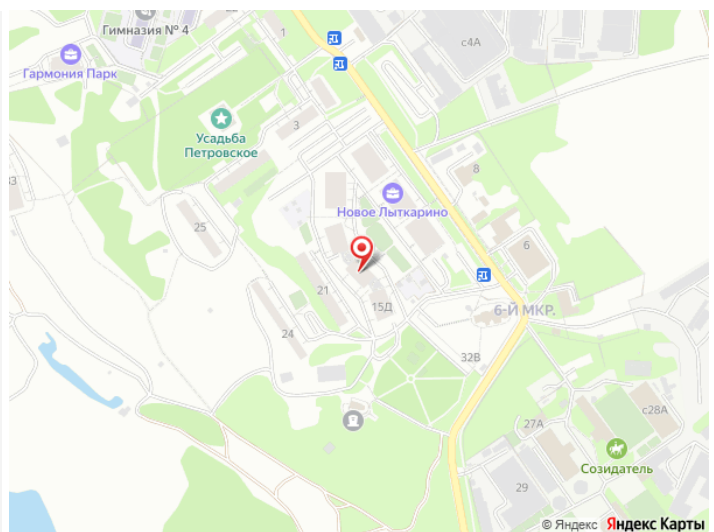 Гимназия № 4
1
с4А
Гармония Парк
3
Усадьба
Петровское
8
Новое Лыткарино
25
6
21
15Д
6-Й МКР.
24
32В
с28А
27А
Созидатель
29
© Яндекс Яндекс Карты